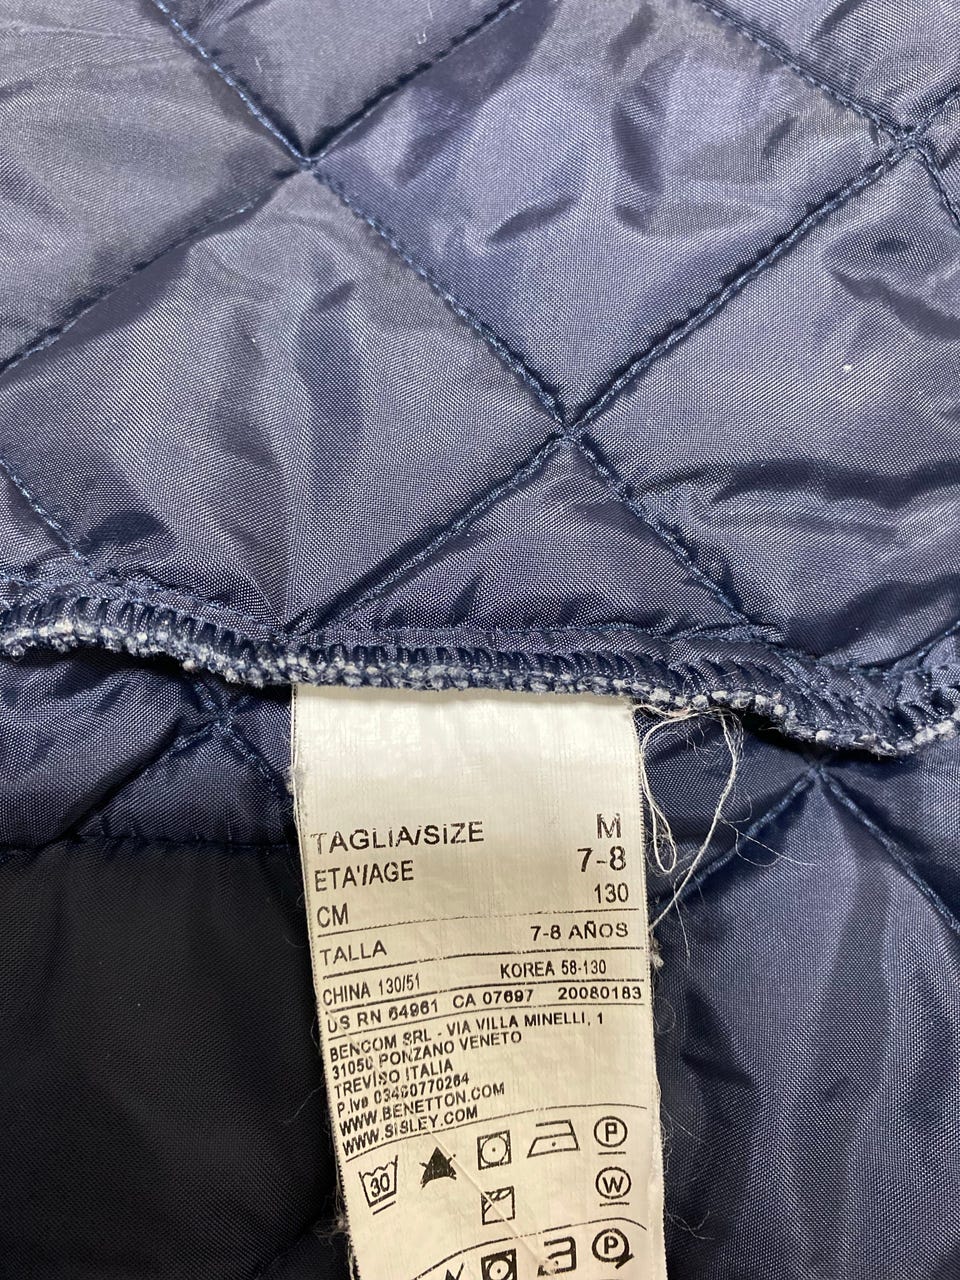 TAGLIA/SIZE M
ETA'/AGE 7-8
CM 130
TALLA 7-8 AÑOS
CHINA 130/51 KOREA 58-130
US RN 64961 CA 07697 20080183
BENCOM SRL - VIA VILLA MINELLI, 1
31050 PONZANO VENETO
TREVISO ITALIA
P.Iva 03460770264
WWW.BENETTON.COM
WWW.SISLEY.COM
30 P
W
P